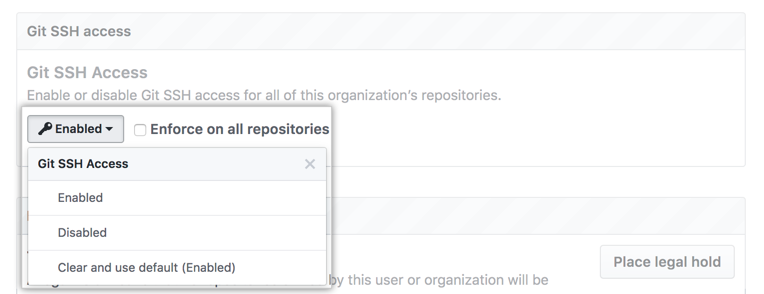 Git SSH access
Git SSH Access
Enable or disable Git SSH access for all of this organization's repositories.
Enabled
Enforce on all repositories
Git SSH Access
Enabled
Disabled
Clear and use default (Enabled)
Place legal hold
by this user or organization will be